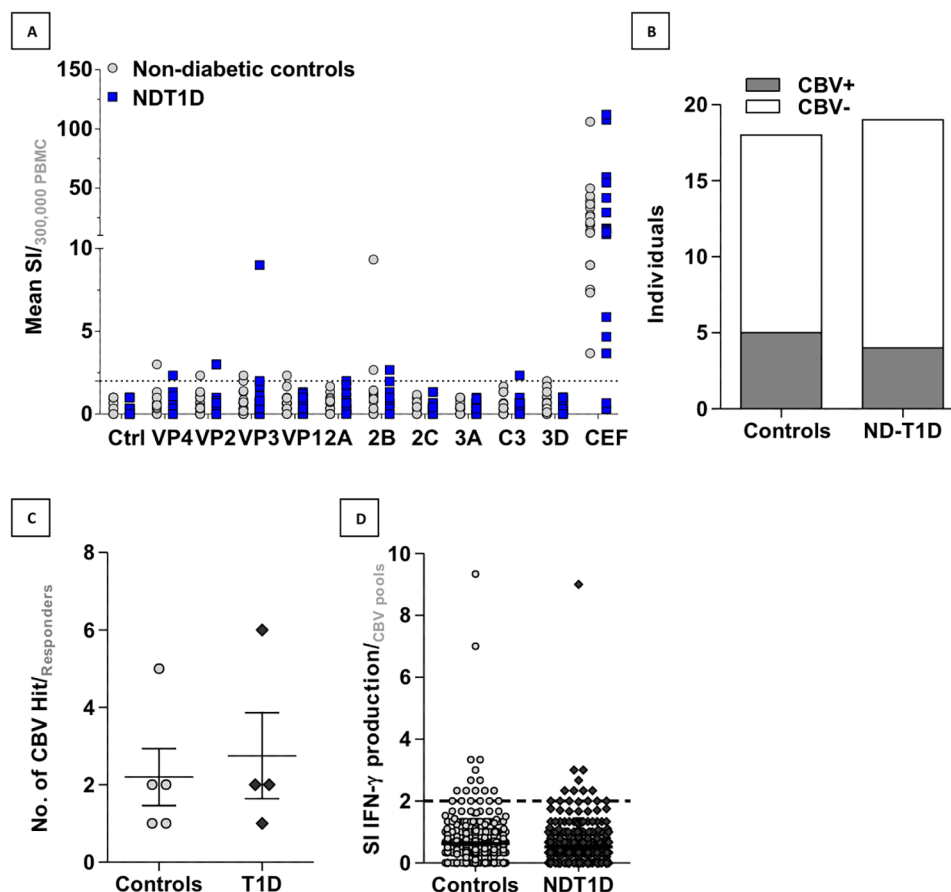 A
Non-diabetic controls
NDT1D
150
100
50
10
5
0
Mean SI/300,000 PBMC
Ctrl VP4 VP2 VP3 VP1 2A 2B 2C 3A C3 3D CEF
B
CBV+
CBV-
20
15
10
5
0
Individuals
Controls ND-T1D
C
8
6
4
2
0
No. of CBV Hit/Responders
Controls T1D
D
10
8
6
4
2
0
SI IFN-γ production/CBV pools
Controls NDT1D